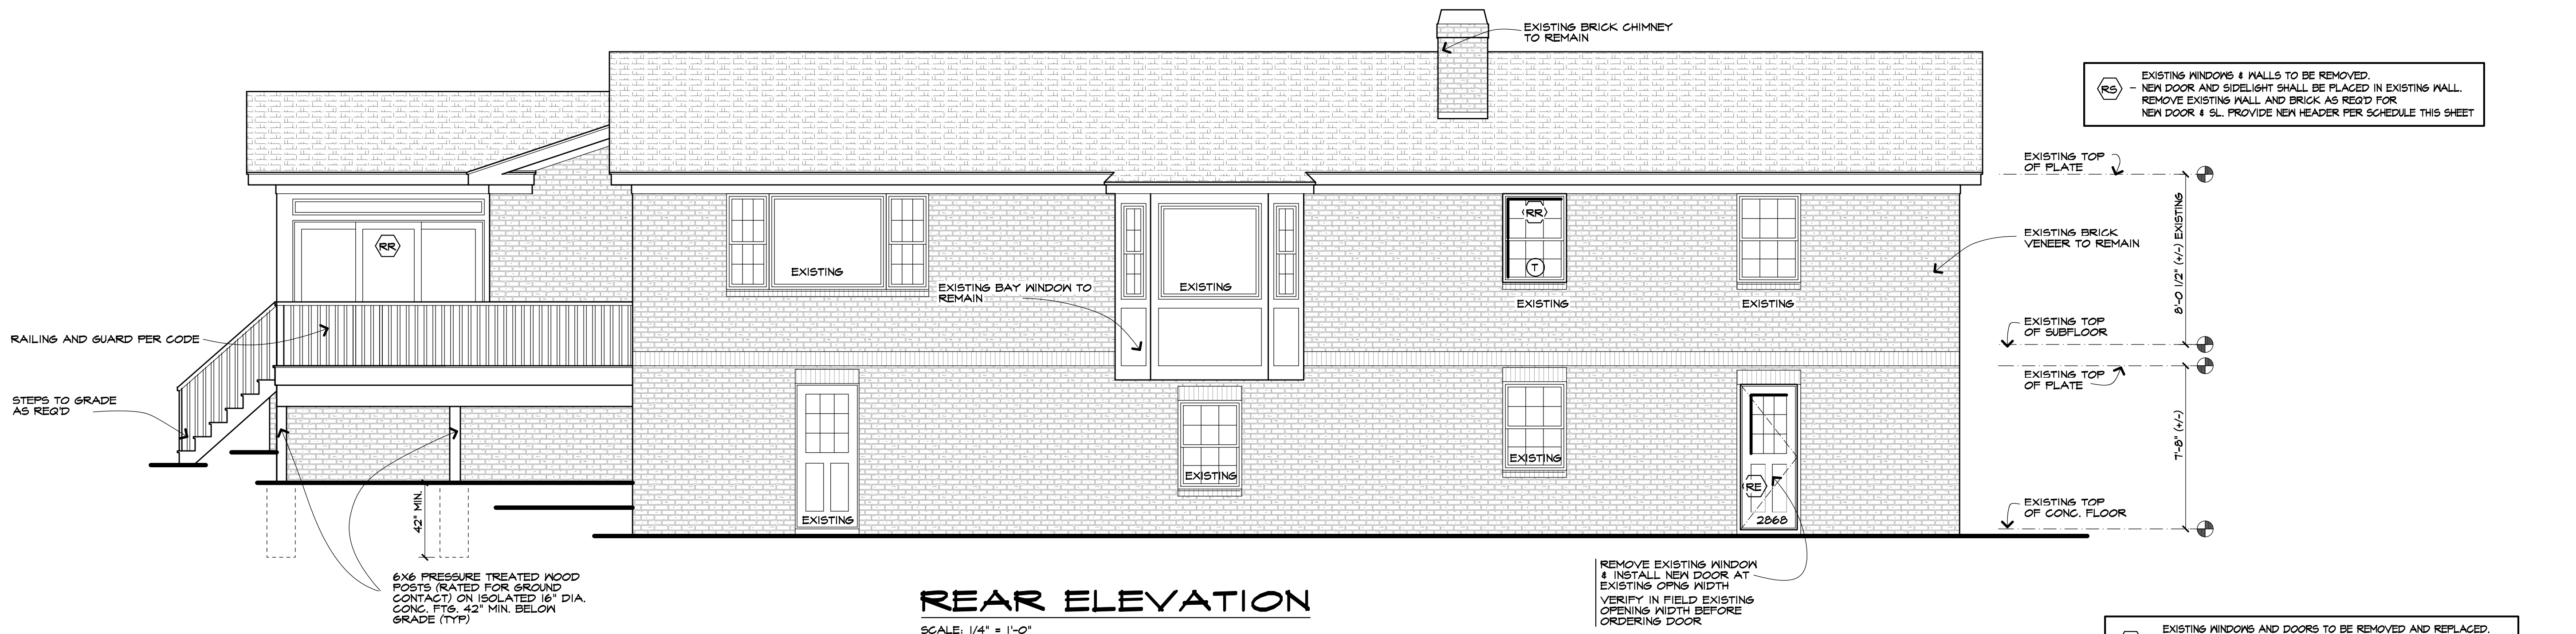 EXISTING BRICK CHIMNEY
TO REMAIN
RS
EXISTING WINDOWS & WALLS TO BE REMOVED.
- NEW DOOR AND SIDELIGHT SHALL BE PLACED IN EXISTING WALL.
REMOVE EXISTING WALL AND BRICK AS REQ'D FOR
NEW DOOR & SL. PROVIDE NEW HEADER PER SCHEDULE THIS SHEET
EXISTING TOP
OF PLATE
8'-0 1/2" (+/-) EXISTING
EXISTING BRICK
VENEER TO REMAIN
RR
RR
T
EXISTING
EXISTING
EXISTING
EXISTING
EXISTING BAY WINDOW TO
REMAIN
EXISTING TOP
OF SUBFLOOR
RAILING AND GUARD PER CODE
EXISTING TOP
OF PLATE
STEPS TO GRADE
AS REQ'D
7'-8" (+/-)
EXISTING
EXISTING
EXISTING
RE
2868
42" MIN.
EXISTING TOP
OF CONC. FLOOR
6X6 PRESSURE TREATED WOOD
POSTS (RATED FOR GROUND
CONTACT) ON ISOLATED 16" DIA.
CONC. FTG. 42" MIN. BELOW
GRADE (TYP)
REMOVE EXISTING WINDOW
& INSTALL NEW DOOR AT
EXISTING OPNG WIDTH
VERIFY IN FIELD EXISTING
OPENING WIDTH BEFORE
ORDERING DOOR
REAR ELEVATION
SCALE: 1/4" = 1'-0"
EXISTING WINDOWS AND DOORS TO BE REMOVED AND REPLACED.